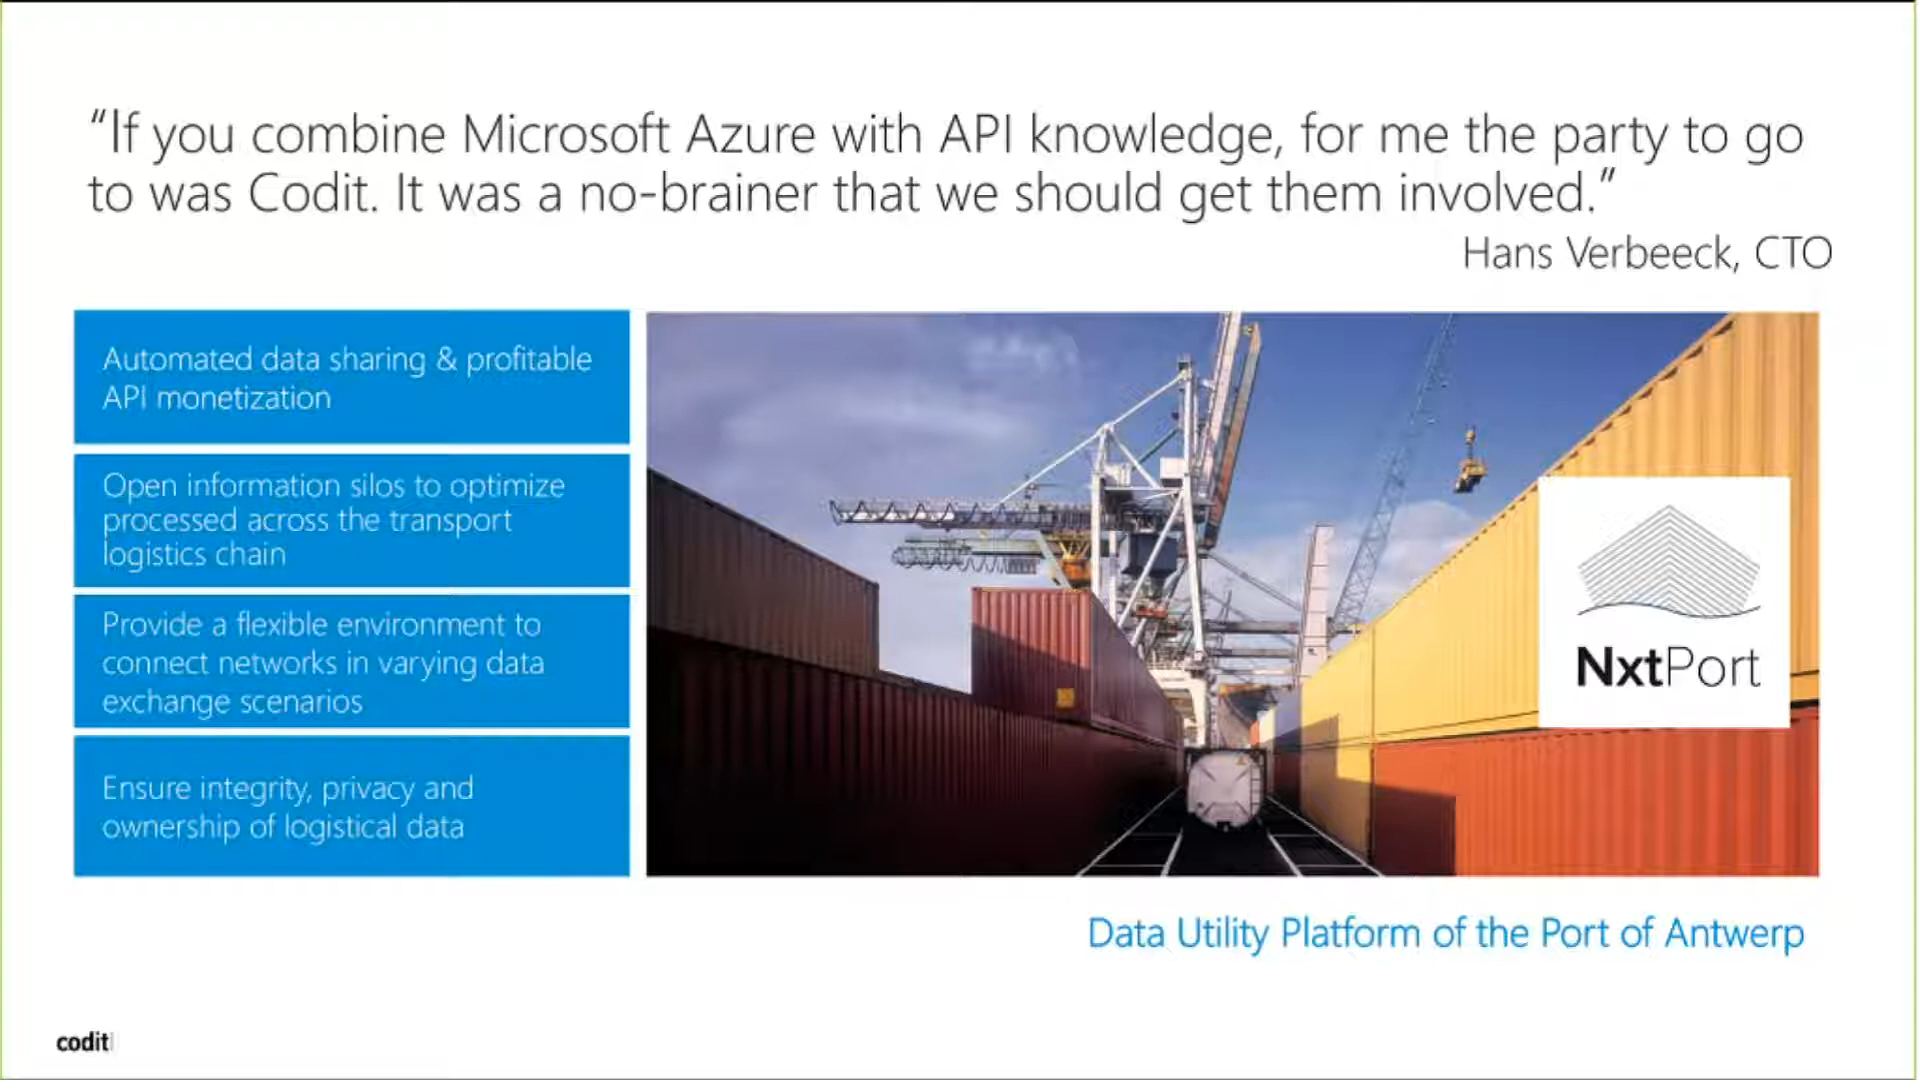 “If you combine Microsoft Azure with API knowledge, for me the party to go
to was Codit. It was a no-brainer that we should get them involved.”
Hans Verbeeck, CTO
Automated data sharing & profitable
API monetization
Open information silos to optimize
processed across the transport
logistics chain
Provide a flexible environment to
connect networks in varying data
exchange scenarios
Ensure integrity, privacy and
ownership of logistical data
NxtPort
Data Utility Platform of the Port of Antwerp
codit